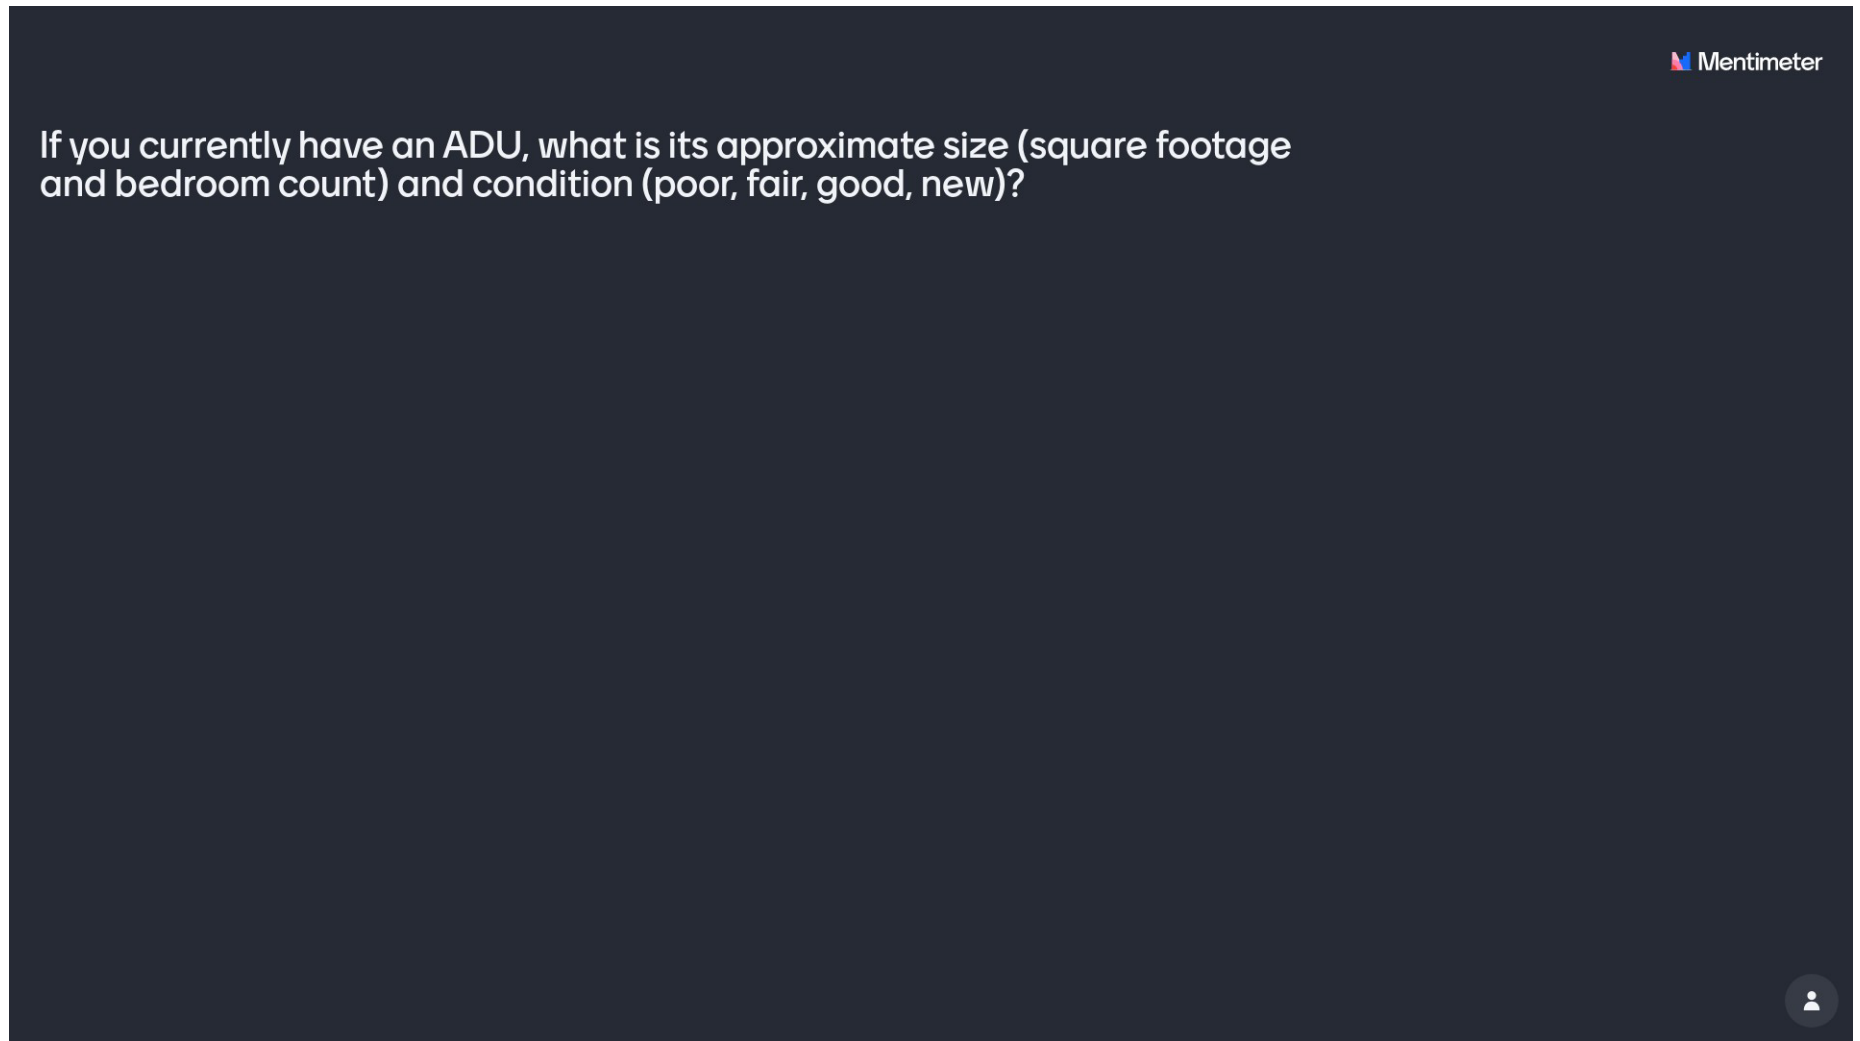 Mentimeter
If you currently have an ADU, what is its approximate size (square footage
and bedroom count) and condition (poor, fair, good, new)?